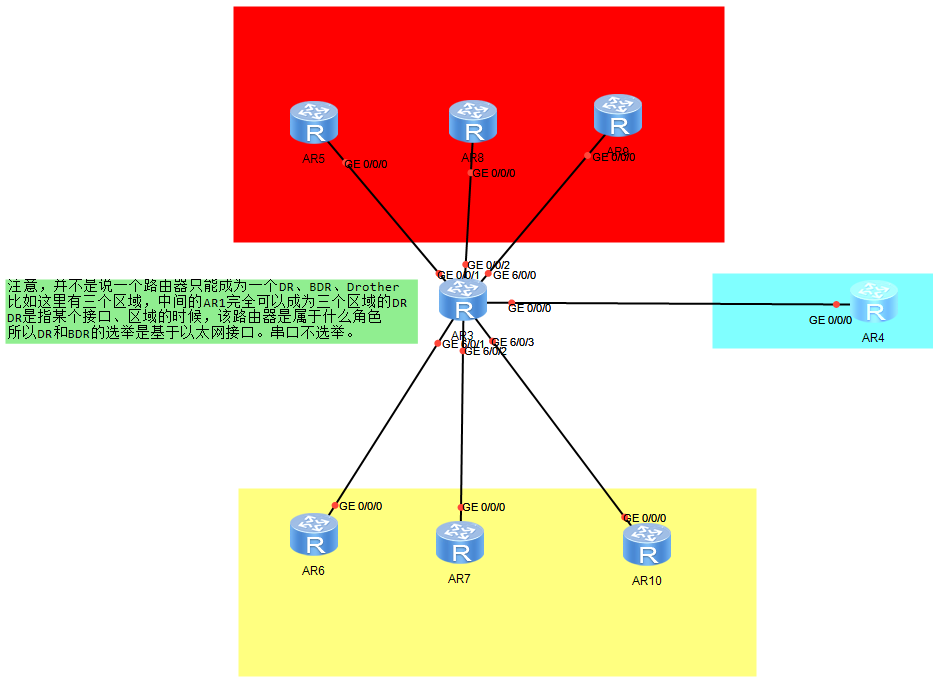 R
R
R
AR5
AR8
AR9
GE 0/0/0
GE 0/0/0
GE 0/0/0
GE 0/0/2
GE 0/0/1
GE 6/0/0
注意，并不是说一个路由器只能成为一个DR、BDR、Drother
比如这里有三个区域，中间的AR1完全可以成为三个区域的DR
DR是指某个接口、区域的时候，该路由器是属于什么角色
所以DR和BDR的选举是基于以太网接口。串口不选举。
R
GE 0/0/0
AR3
GE 6/0/1
GE 6/0/2
GE 6/0/3
R
GE 0/0/0
AR4
GE 0/0/0
GE 0/0/0
GE 0/0/0
R
R
R
AR6
AR7
AR10